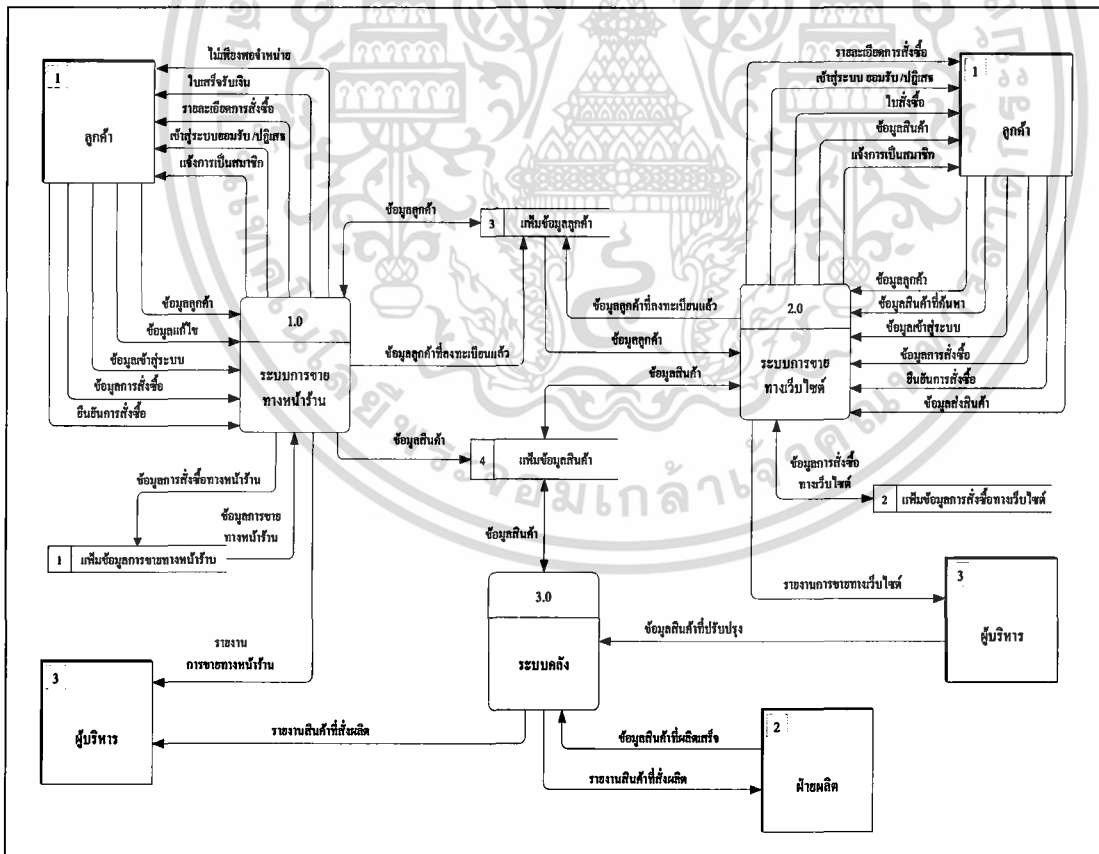 ไม่เพียงพอจำหน่าย
ใบเสร็จรับเงิน
รายละเอียดการสั่งซื้อ
เข้าสู่ระบบยอมรับ/ปฏิเสธ
แจ้งการเป็นสมาชิก
1
ลูกค้า
รายละเอียดการสั่งซื้อ
เข้าสู่ระบบ ยอมรับ/ปฏิเสธ
ใบสั่งซื้อ
ข้อมูลสินค้า
แจ้งการเป็นสมาชิก
1
ลูกค้า
ข้อมูลลูกค้า
3 แฟ้มข้อมูลลูกค้า
ข้อมูลลูกค้า
ข้อมูลแก้ไข
ข้อมูลเข้าสู่ระบบ
ข้อมูลการสั่งซื้อ
ยืนยันการสั่งซื้อ
1.0
ระบบการขาย
ทางหน้าร้าน
ข้อมูลลูกค้าที่ลงทะเบียนแล้ว
ข้อมูลลูกค้าที่ลงทะเบียนแล้ว
ข้อมูลลูกค้า
ข้อมูลสินค้า
2.0
ระบบการขาย
ทางเว็บไซต์
ข้อมูลลูกค้า
ข้อมูลสินค้าที่ค้นหา
ข้อมูลเข้าสู่ระบบ
ข้อมูลการสั่งซื้อ
ยืนยันการสั่งซื้อ
ข้อมูลส่งสินค้า
ข้อมูลสินค้า
4 แฟ้มข้อมูลสินค้า
ข้อมูลการสั่งซื้อทางหน้าร้าน
ข้อมูลการขาย
ทางหน้าร้าน
1 แฟ้มข้อมูลการขายทางหน้าร้าน
ข้อมูลการสั่งซื้อ
ทางเว็บไซต์
2 แฟ้มข้อมูลการสั่งซื้อทางเว็บไซต์
ข้อมูลสินค้า
3.0
ระบบคลัง
รายงานการขายทางเว็บไซต์
3
ผู้บริหาร
ข้อมูลสินค้าที่ปรับปรุง
รายงาน
การขายทางหน้าร้าน
3
ผู้บริหาร
รายงานสินค้าที่สั่งผลิต
ข้อมูลสินค้าที่ผลิตเสร็จ
รายงานสินค้าที่สั่งผลิต
2
ฝ่ายผลิต